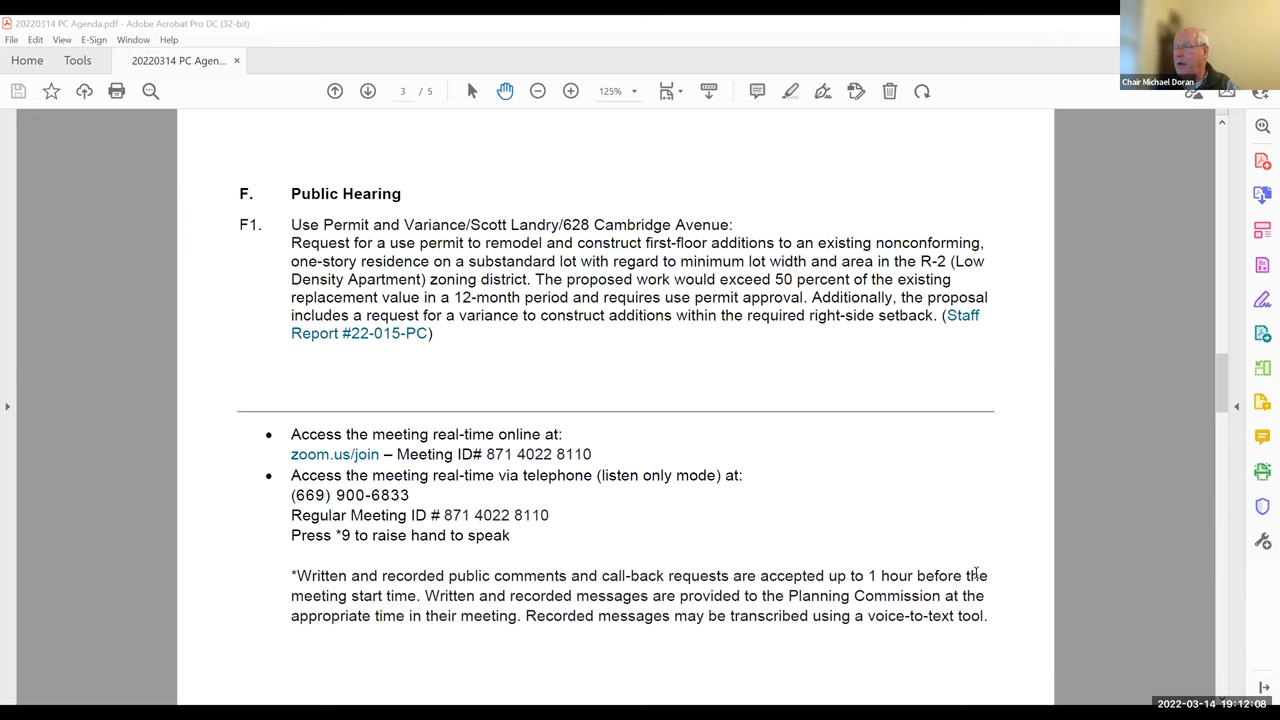 20220314 PC Agenda.pdf - Adobe Acrobat Pro DC (32-bit)
File Edit View E-Sign Window Help
Home Tools 20220314 PC Agen... ×
3 / 5 125%
Chair Michael Doran
F. Public Hearing
F1. Use Permit and Variance/Scott Landry/628 Cambridge Avenue:
Request for a use permit to remodel and construct first-floor additions to an existing nonconforming,
one-story residence on a substandard lot with regard to minimum lot width and area in the R-2 (Low
Density Apartment) zoning district. The proposed work would exceed 50 percent of the existing
replacement value in a 12-month period and requires use permit approval. Additionally, the proposal
includes a request for a variance to construct additions within the required right-side setback. (Staff
Report #22-015-PC)
• Access the meeting real-time online at:
zoom.us/join – Meeting ID# 871 4022 8110
• Access the meeting real-time via telephone (listen only mode) at:
(669) 900-6833
Regular Meeting ID # 871 4022 8110
Press *9 to raise hand to speak
*Written and recorded public comments and call-back requests are accepted up to 1 hour before the
meeting start time. Written and recorded messages are provided to the Planning Commission at the
appropriate time in their meeting. Recorded messages may be transcribed using a voice-to-text tool.
2022-03-14 19:12:08